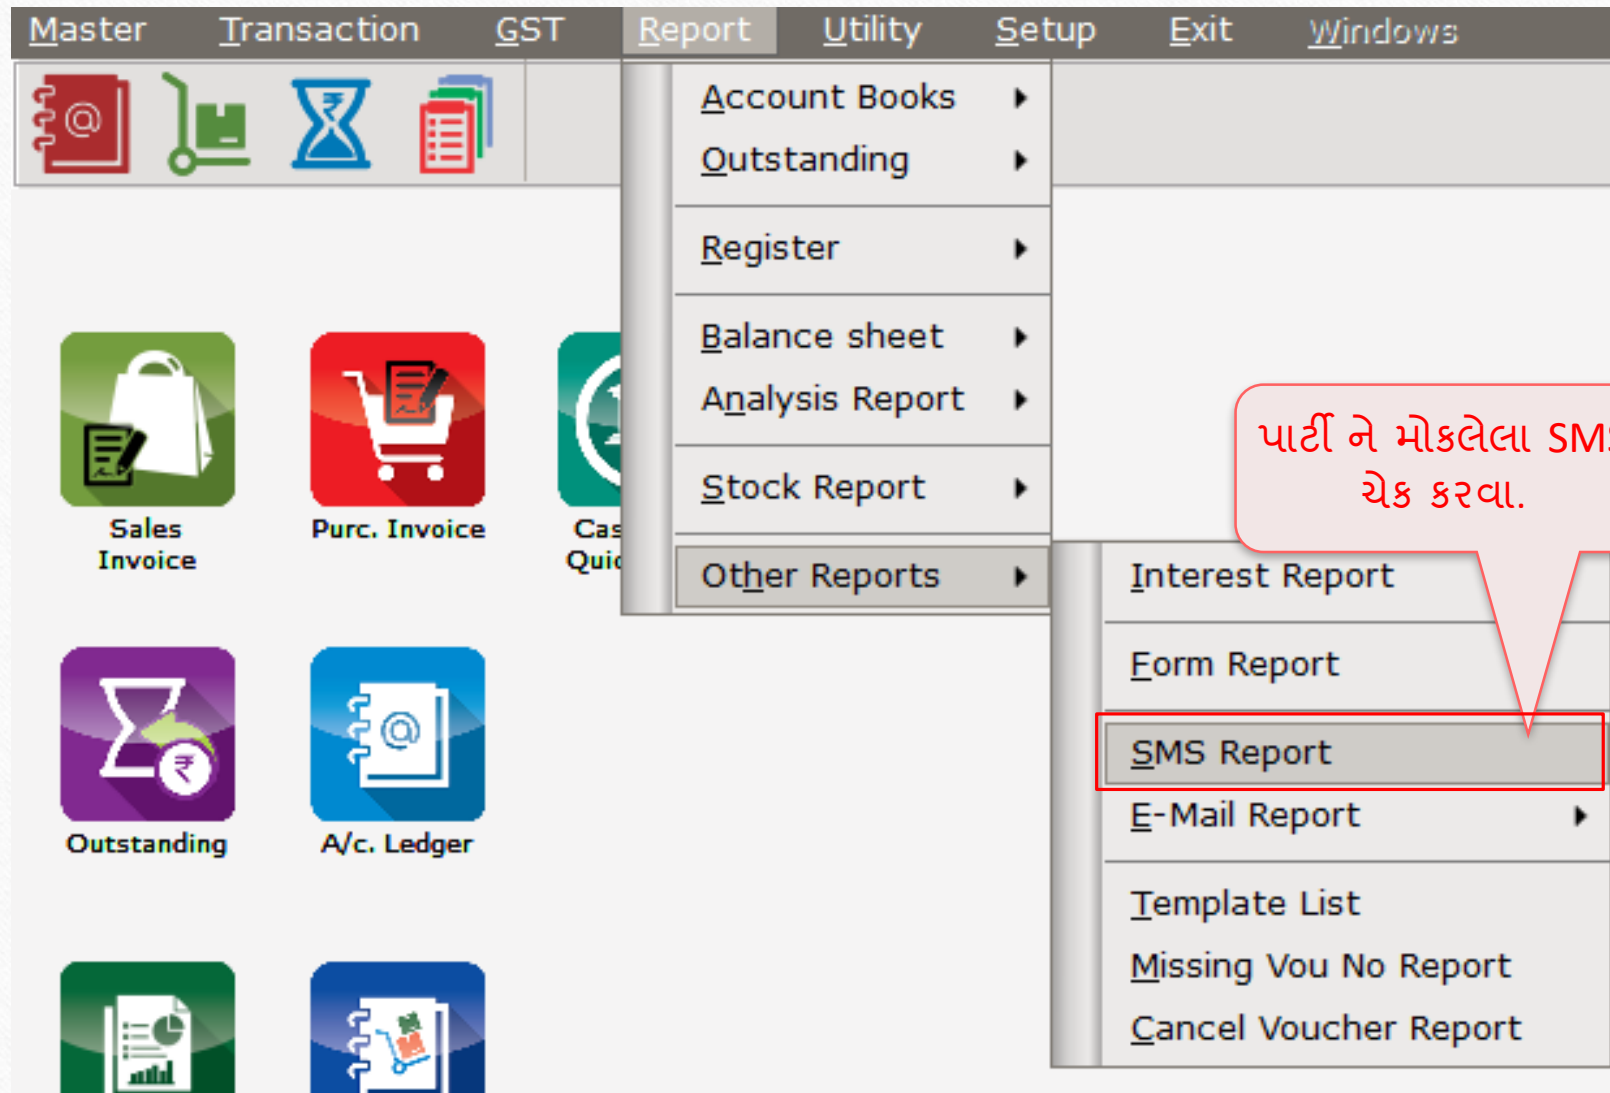 Master Transaction GST Report Utility Setup Exit Windows
Account Books
Outstanding
Register
Balance sheet
Analysis Report
Stock Report
Other Reports
પાર્ટી ને મોકલેલા SMS
ચેક કરવા.
Interest Report
Form Report
SMS Report
E-Mail Report
Template List
Missing Vou No Report
Cancel Voucher Report
Sales
Invoice
Purc. Invoice
Outstanding
A/c. Ledger